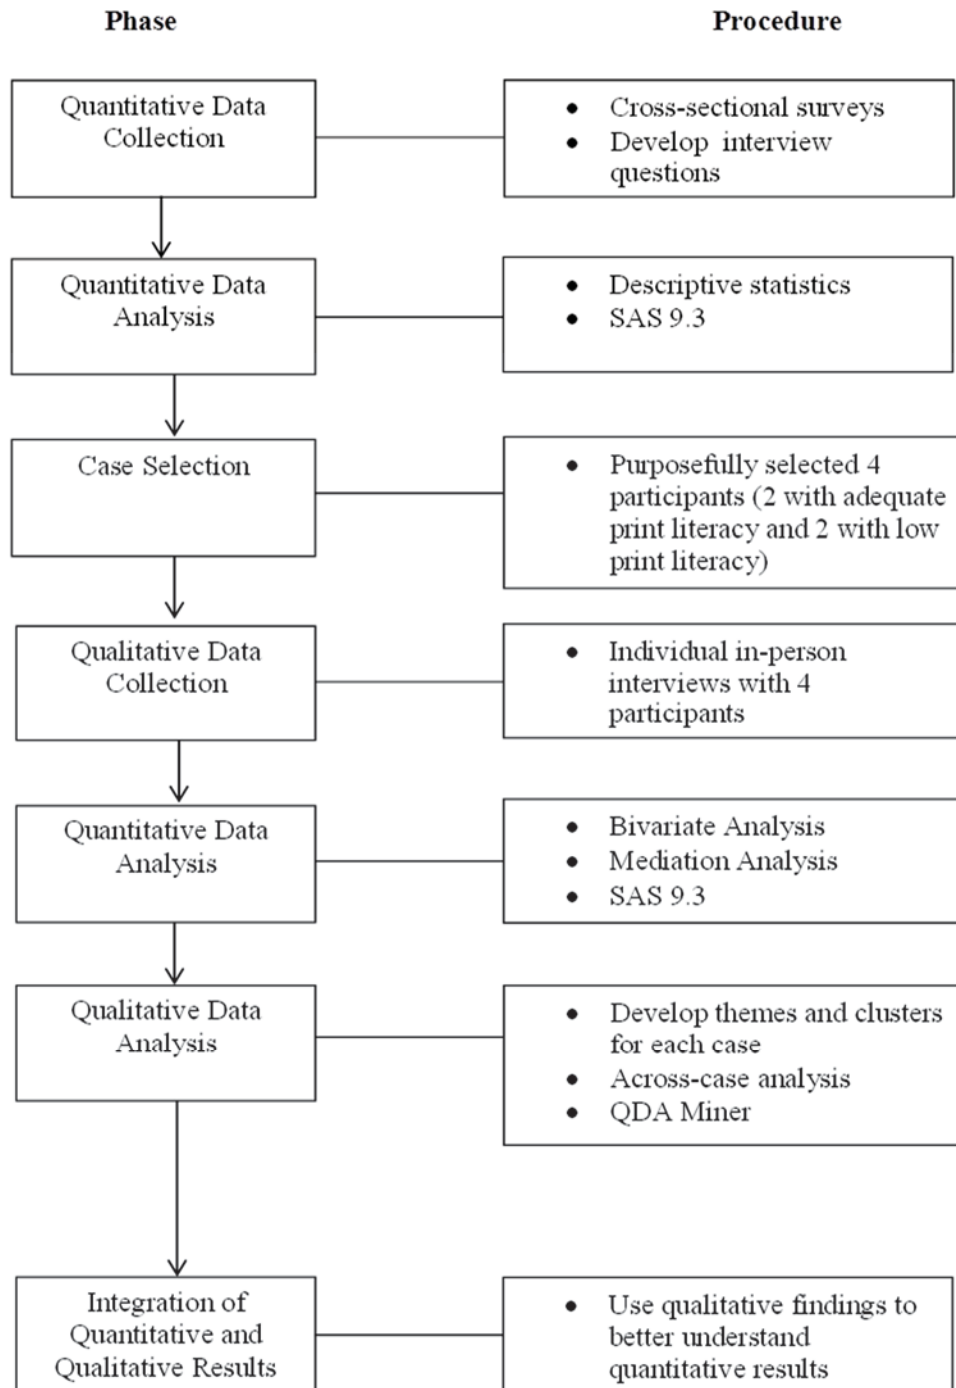 Phase
Procedure
Quantitative Data
Collection
• Cross-sectional surveys
• Develop interview
questions
Quantitative Data
Analysis
• Descriptive statistics
• SAS 9.3
Case Selection
• Purposefully selected 4
participants (2 with adequate
print literacy and 2 with low
print literacy)
Qualitative Data
Collection
• Individual in-person
interviews with 4
participants
Quantitative Data
Analysis
• Bivariate Analysis
• Mediation Analysis
• SAS 9.3
Qualitative Data
Analysis
• Develop themes and clusters
for each case
• Across-case analysis
• QDA Miner
Integration of
Quantitative and
Qualitative Results
• Use qualitative findings to
better understand
quantitative results